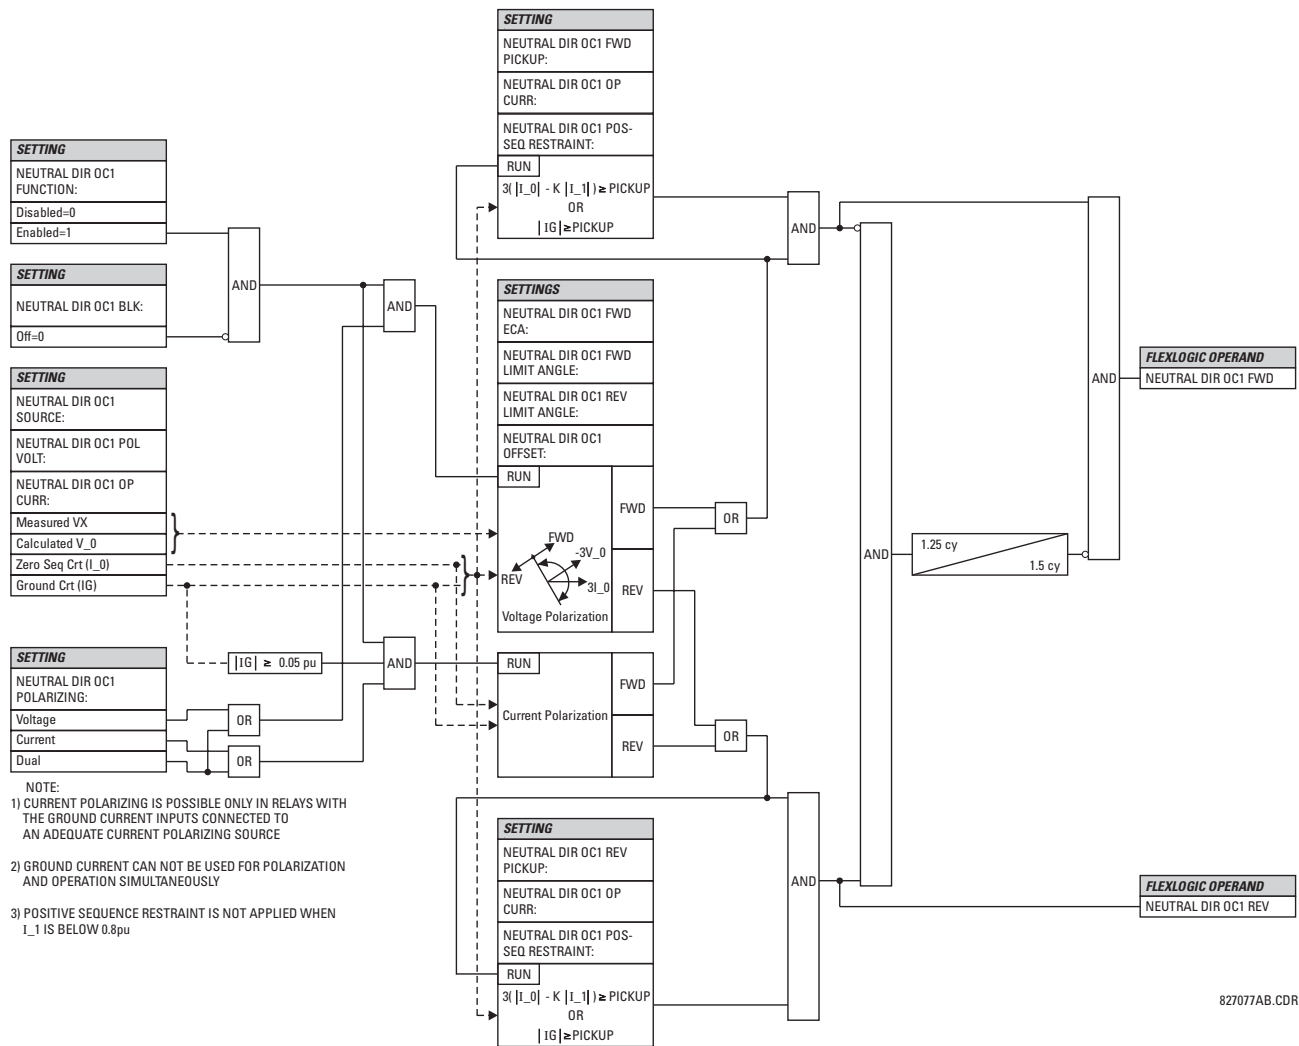 SETTING
NEUTRAL DIR OC1
FUNCTION:
Disabled=0
Enabled=1
SETTING
NEUTRAL DIR OC1 BLK:
Off=0
SETTING
NEUTRAL DIR OC1
SOURCE:
NEUTRAL DIR OC1 POL
VOLT:
NEUTRAL DIR OC1 OP
CURR:
Measured VX
Calculated V_0
Zero Seq Crt (I_0)
Ground Crt (IG)
SETTING
NEUTRAL DIR OC1
POLARIZING:
Voltage
Current
Dual
NOTE:
1) CURRENT POLARIZING IS POSSIBLE ONLY IN RELAYS WITH
THE GROUND CURRENT INPUTS CONNECTED TO
AN ADEQUATE CURRENT POLARIZING SOURCE
2) GROUND CURRENT CAN NOT BE USED FOR POLARIZATION
AND OPERATION SIMULTANEOUSLY
3) POSITIVE SEQUENCE RESTRAINT IS NOT APPLIED WHEN
I_1 IS BELOW 0.8pu
AND
OR
OR
|IG| ≥ 0.05 pu
AND
AND
SETTING
NEUTRAL DIR OC1 FWD
PICKUP:
NEUTRAL DIR OC1 OP
CURR:
NEUTRAL DIR OC1 POS-
SEQ RESTRAINT:
RUN
3( |I_0| - K |I_1| ) ≥ PICKUP
OR
|IG| ≥ PICKUP
SETTINGS
NEUTRAL DIR OC1 FWD
ECA:
NEUTRAL DIR OC1 FWD
LIMIT ANGLE:
NEUTRAL DIR OC1 REV
LIMIT ANGLE:
NEUTRAL DIR OC1
OFFSET:
RUN
FWD
FWD
-3V_0
REV
3I_0
REV
Voltage Polarization
RUN
FWD
Current Polarization
REV
SETTING
NEUTRAL DIR OC1 REV
PICKUP:
NEUTRAL DIR OC1 OP
CURR:
NEUTRAL DIR OC1 POS-
SEQ RESTRAINT:
RUN
3( |I_0| - K |I_1| ) ≥ PICKUP
OR
|IG| ≥ PICKUP
OR
OR
AND
AND
AND
1.25 cy
1.5 cy
AND
FLEXLOGIC OPERAND
NEUTRAL DIR OC1 FWD
FLEXLOGIC OPERAND
NEUTRAL DIR OC1 REV
827077AB.CDR